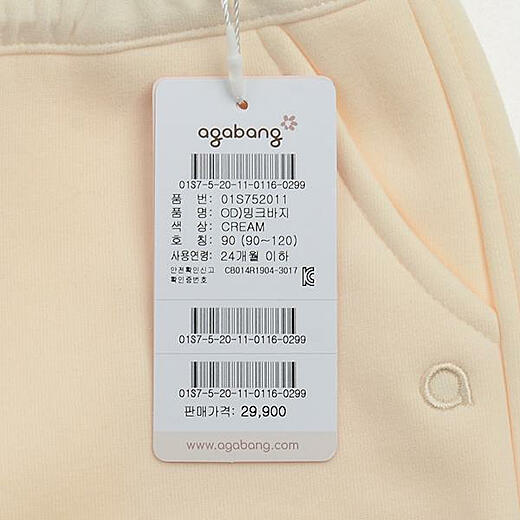 agabang
01S7-5-20-11-0116-0299
품 번: 01S752011
품 명: OD)밍크바지
색 상: CREAM
호 칭: 90 (90~120)
사용연령: 24개월 이하
안전확인신고 CB014R1904-3017
확인증번호
01S7-5-20-11-0116-0299
01S7-5-20-11-0116-0299
판매가격: 29,900
www.agabang.com
a